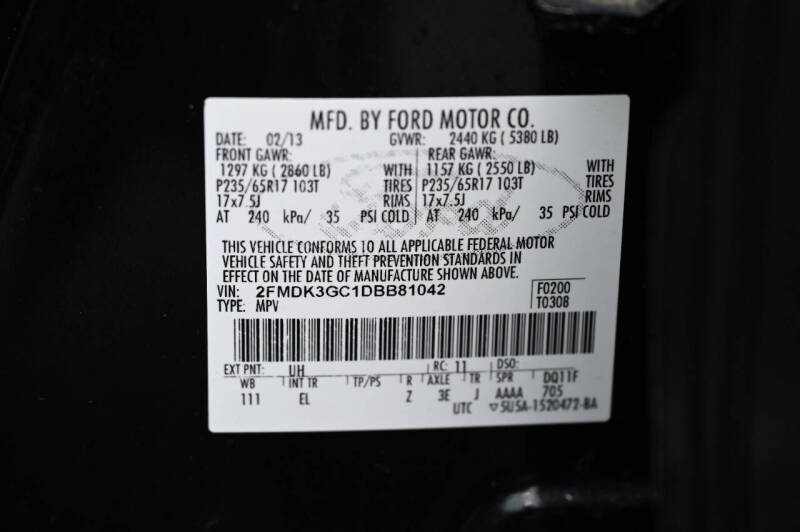 MFD. BY FORD MOTOR CO.
DATE: 02/13 GVWR: 2440 KG ( 5380 LB)
FRONT GAWR: REAR GAWR:
1297 KG ( 2860 LB) WITH 1157 KG ( 2550 LB) WITH
P235/65R17 103T TIRES P235/65R17 103T TIRES
17x7.5J RIMS 17x7.5J RIMS
AT 240 kPa/ 35 PSI COLD AT 240 kPa/ 35 PSI COLD
THIS VEHICLE CONFORMS TO ALL APPLICABLE FEDERAL MOTOR
VEHICLE SAFETY AND THEFT PREVENTION STANDARDS IN
EFFECT ON THE DATE OF MANUFACTURE SHOWN ABOVE.
VIN: 2FMDK3GC1DBB81042 F0200
TYPE: MPV T0308
EXT PNT: UH RC: 11 DSO:
WB INT TR TP/PS R AXLE TR SPR DQ11F
111 EL Z 3E J AAAA 705
UTC ▽5U5A-1520472-BA